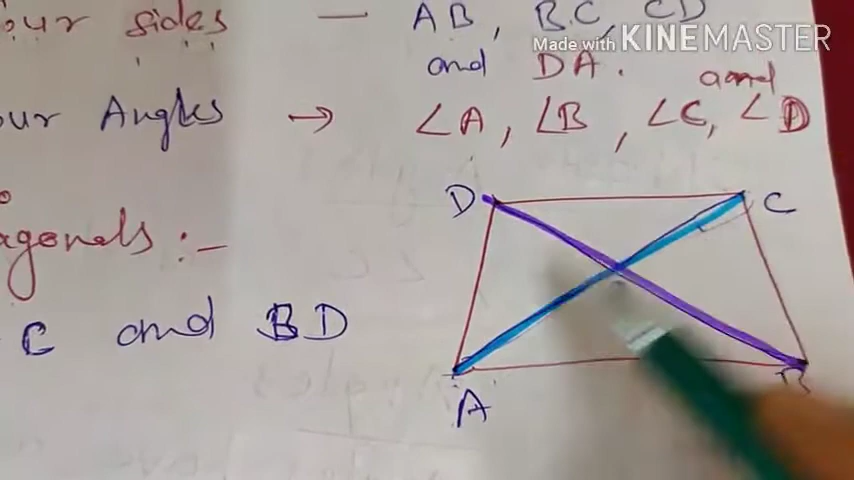 our sides — AB, BC, CD
Made with KINEMASTER
and DA.
our Angles → ∠A, ∠B, ∠C, and ∠D
D
C
agonals :-
C and BD
A
B